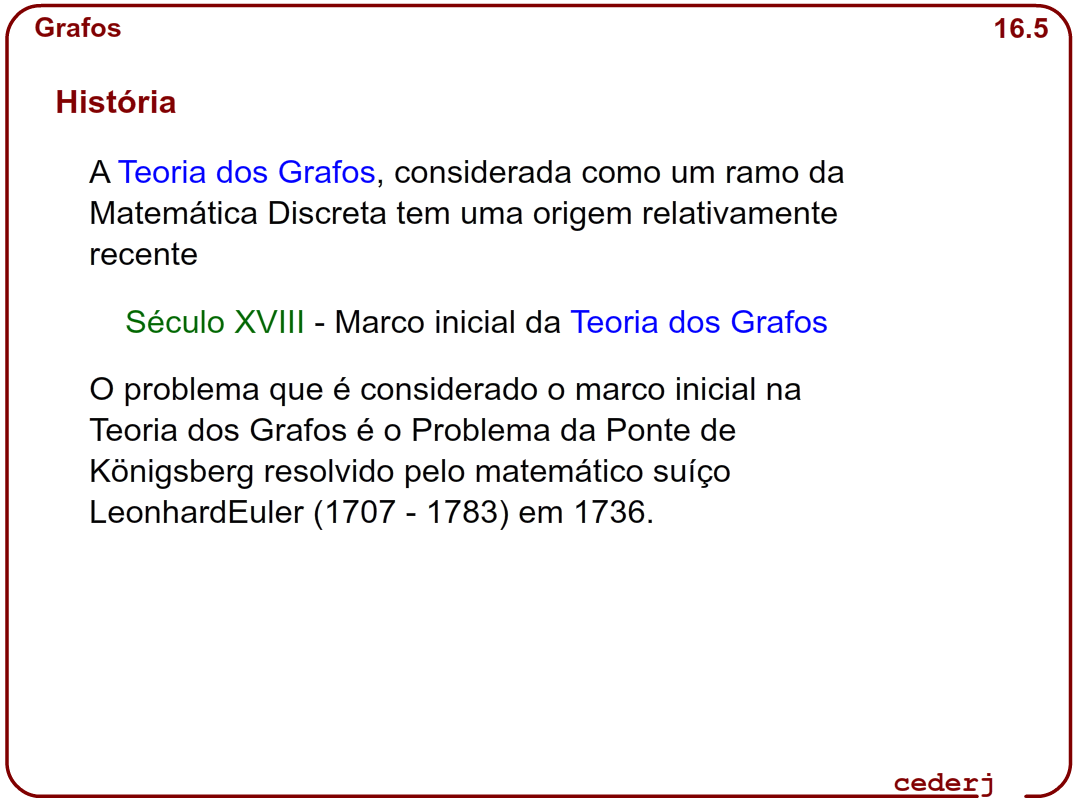 Grafos
16.5
História
A Teoria dos Grafos, considerada como um ramo da
Matemática Discreta tem uma origem relativamente
recente
Século XVIII - Marco inicial da Teoria dos Grafos
O problema que é considerado o marco inicial na
Teoria dos Grafos é o Problema da Ponte de
Königsberg resolvido pelo matemático suíço
LeonhardEuler (1707 - 1783) em 1736.
cederj